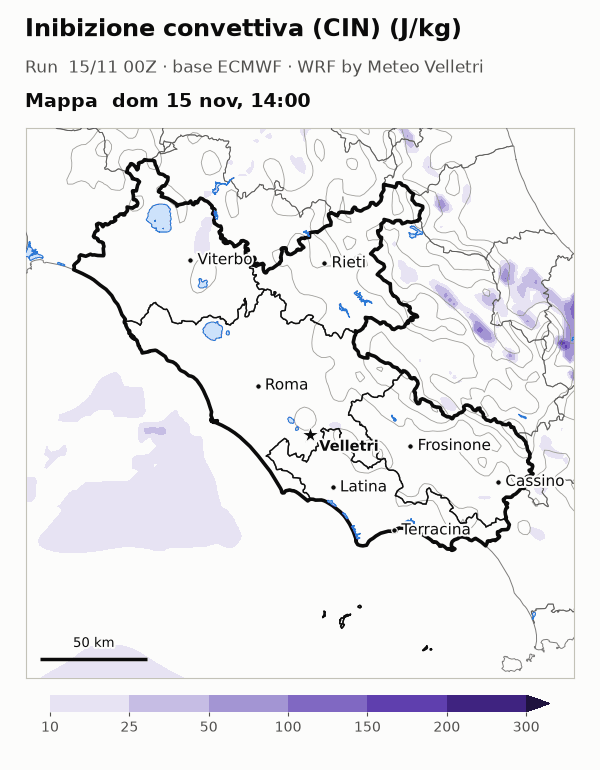 Inibizione convettiva (CIN) (J/kg)
Run 15/11 00Z · base ECMWF · WRF by Meteo Velletri
Mappa dom 15 nov, 14:00
Viterbo
Rieti
Roma
Velletri
Frosinone
Cassino
Latina
Terracina
50 km
10 25 50 100 150 200 300